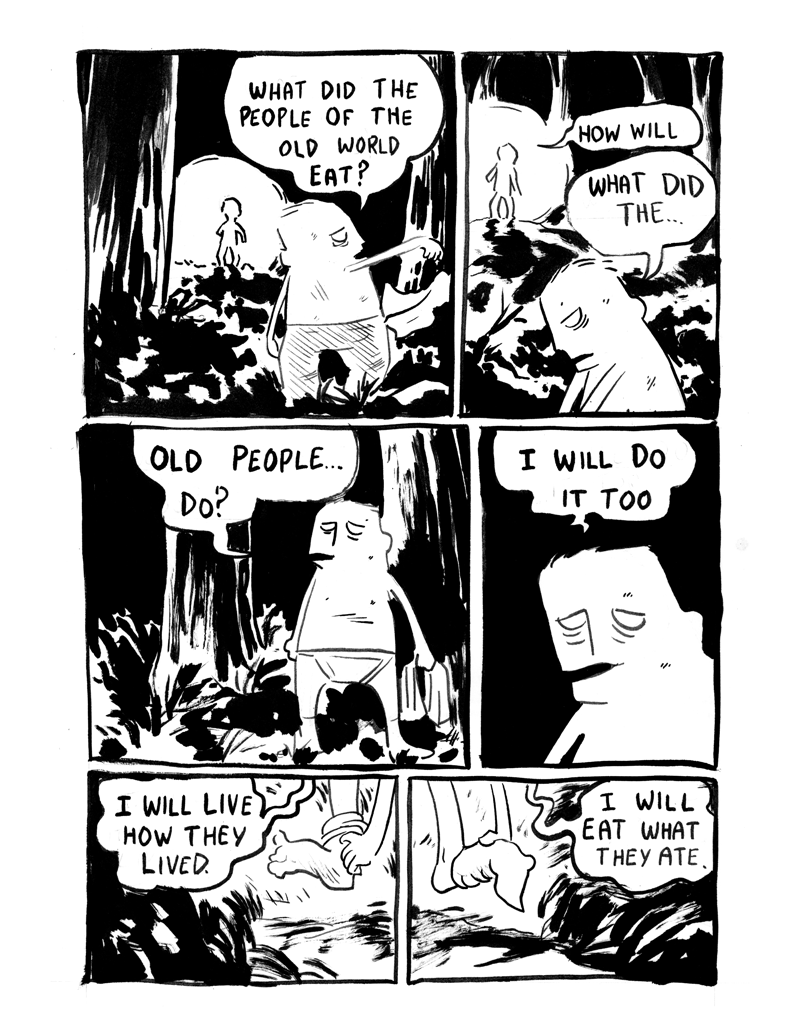 WHAT DID THE
PEOPLE OF THE
OLD WORLD
EAT?
HOW WILL
WHAT DID
THE...
OLD PEOPLE...
DO?
I WILL DO
IT TOO
I WILL LIVE
HOW THEY
LIVED.
I WILL
EAT WHAT
THEY ATE.